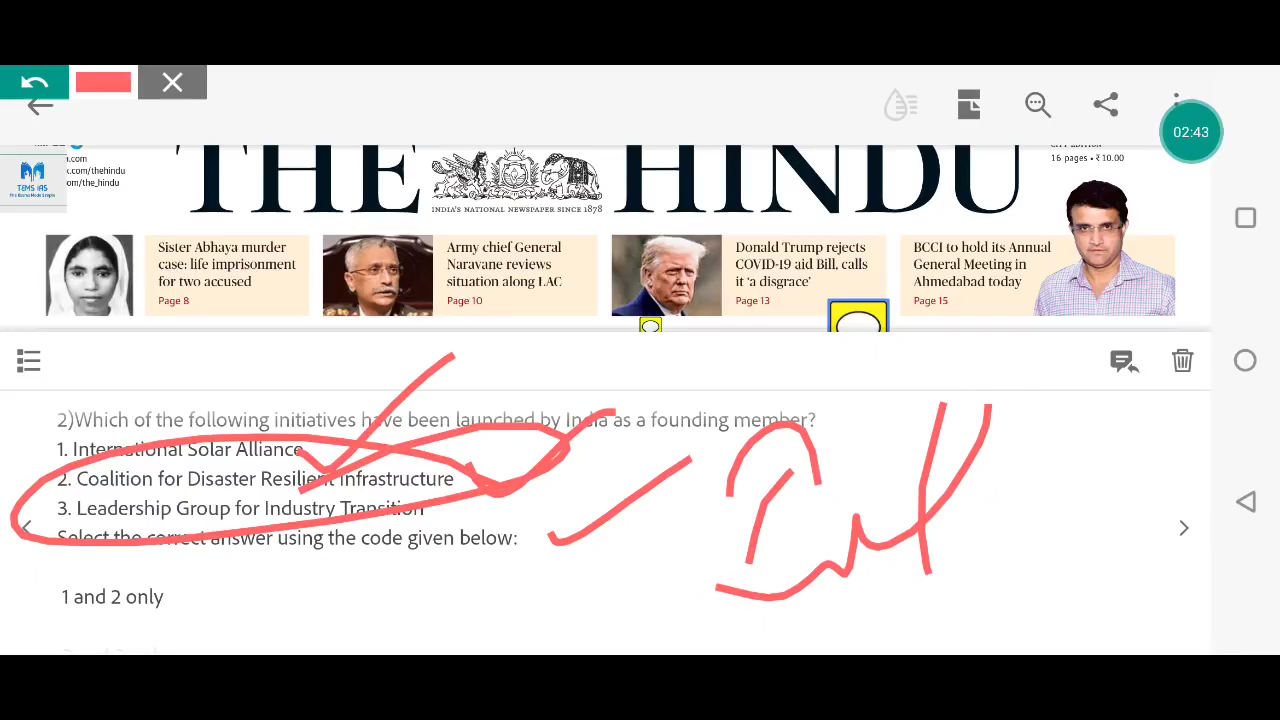 02:43
CITY EDITION
16 pages • ₹10.00
n.com
k.com/thehindu
com/the_hindu
TEMS IAS
THE HINDU
INDIA'S NATIONAL NEWSPAPER SINCE 1878
Sister Abhaya murder
case: life imprisonment
for two accused
Page 8
Army chief General
Naravane reviews
situation along LAC
Page 10
Donald Trump rejects
COVID-19 aid Bill, calls
it 'a disgrace'
Page 13
BCCI to hold its Annual
General Meeting in
Ahmedabad today
Page 15
2)Which of the following initiatives have been launched by India as a founding member?
1. International Solar Alliance
2. Coalition for Disaster Resilient Infrastructure
3. Leadership Group for Industry Transition
Select the correct answer using the code given below:
1 and 2 only